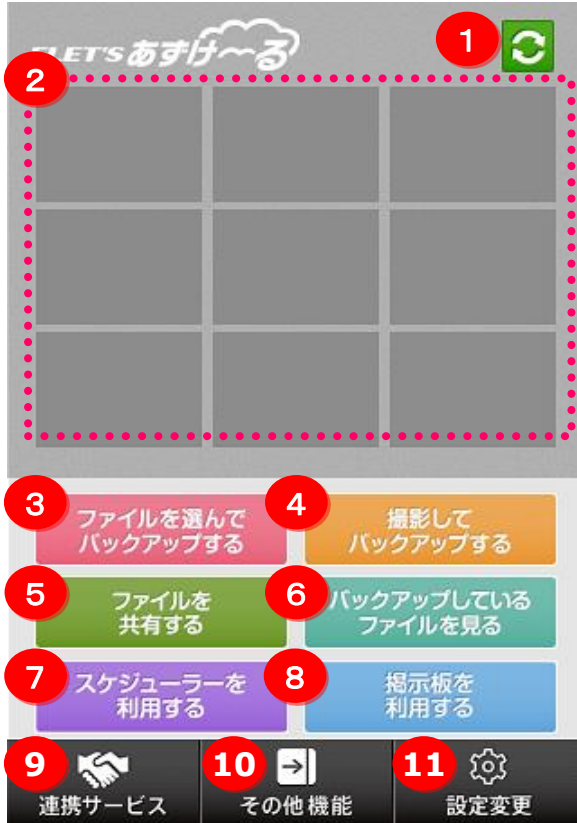 1
FLET'S あずけ〜る
2
3
ファイルを選んで
バックアップする
4
撮影して
バックアップする
5
ファイルを
共有する
6
バックアップしている
ファイルを見る
7
スケジューラーを
利用する
8
掲示板を
利用する
9
連携サービス
10
その他機能
11
設定変更